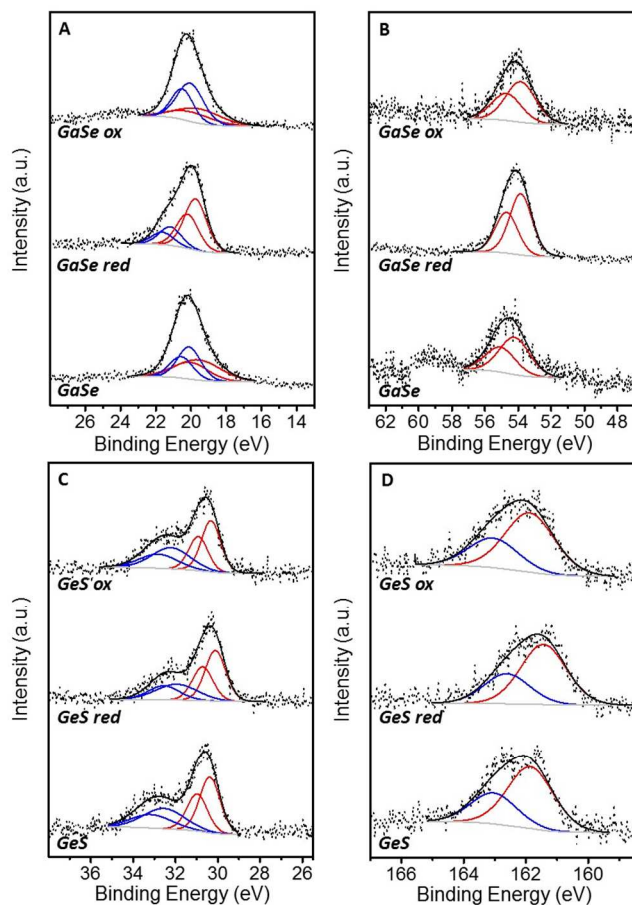 A
GaSe ox
GaSe red
GaSe
Intensity (a.u.)
26 24 22 20 18 16 14
Binding Energy (eV)
B
GaSe ox
GaSe red
GaSe
Intensity (a.u.)
62 60 58 56 54 52 50 48
Binding Energy (eV)
C
GeS ox
GeS red
GeS
Intensity (a.u.)
36 34 32 30 28 26
Binding Energy (eV)
D
GeS ox
GeS red
GeS
Intensity (a.u.)
166 164 162 160
Binding Energy (eV)